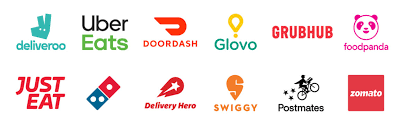 deliveroo
Uber
Eats
DOORDASH
Glovo
GRUBHUB
foodpanda
JUST
EAT
Delivery Hero
SWIGGY
Postmates
zomato